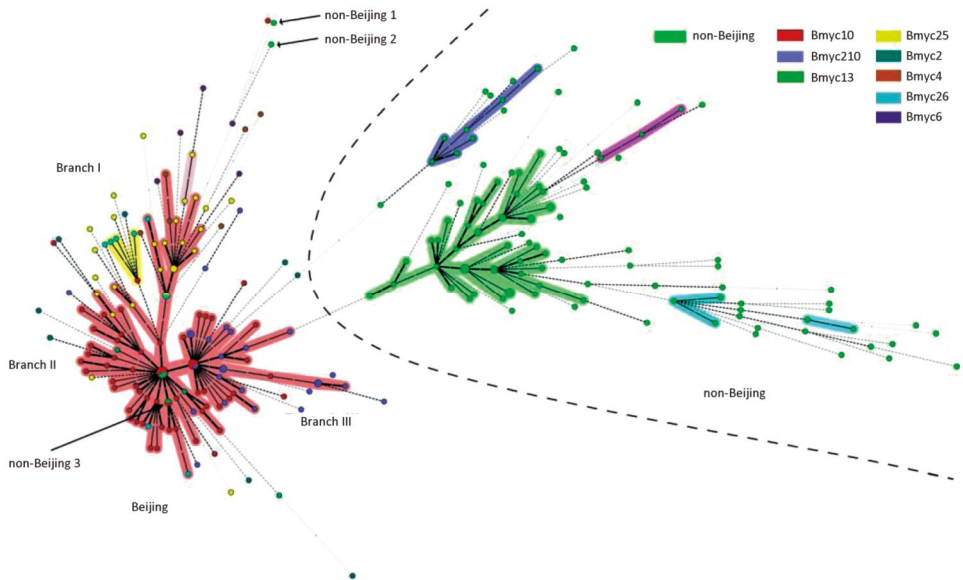 non-Beijing 1
non-Beijing 2
non-Beijing
Bmyc10
Bmyc210
Bmyc13
Bmyc25
Bmyc2
Bmyc4
Bmyc26
Bmyc6
Branch I
Branch II
Branch III
non-Beijing
non-Beijing 3
Beijing